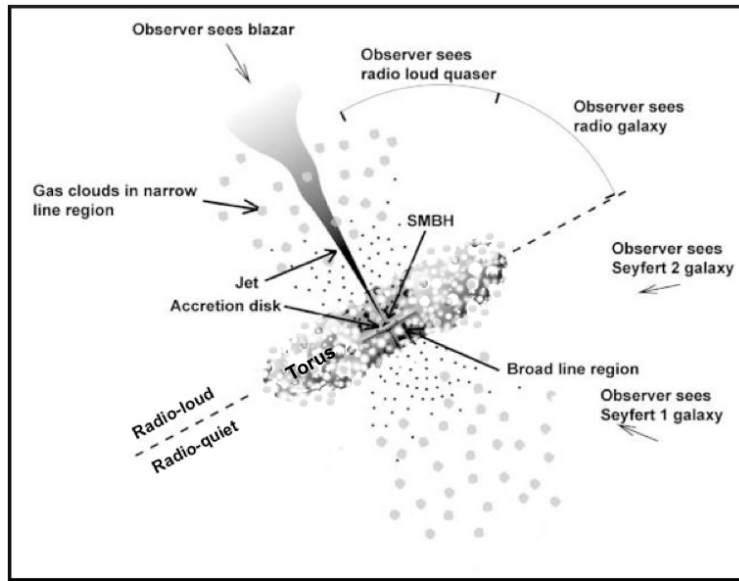 Observer sees blazar
Observer sees
radio loud quaser
Observer sees
radio galaxy
Gas clouds in narrow
line region
SMBH
Observer sees
Seyfert 2 galaxy
Jet
Accretion disk
Torus
Broad line region
Observer sees
Seyfert 1 galaxy
Radio-loud
Radio-quiet